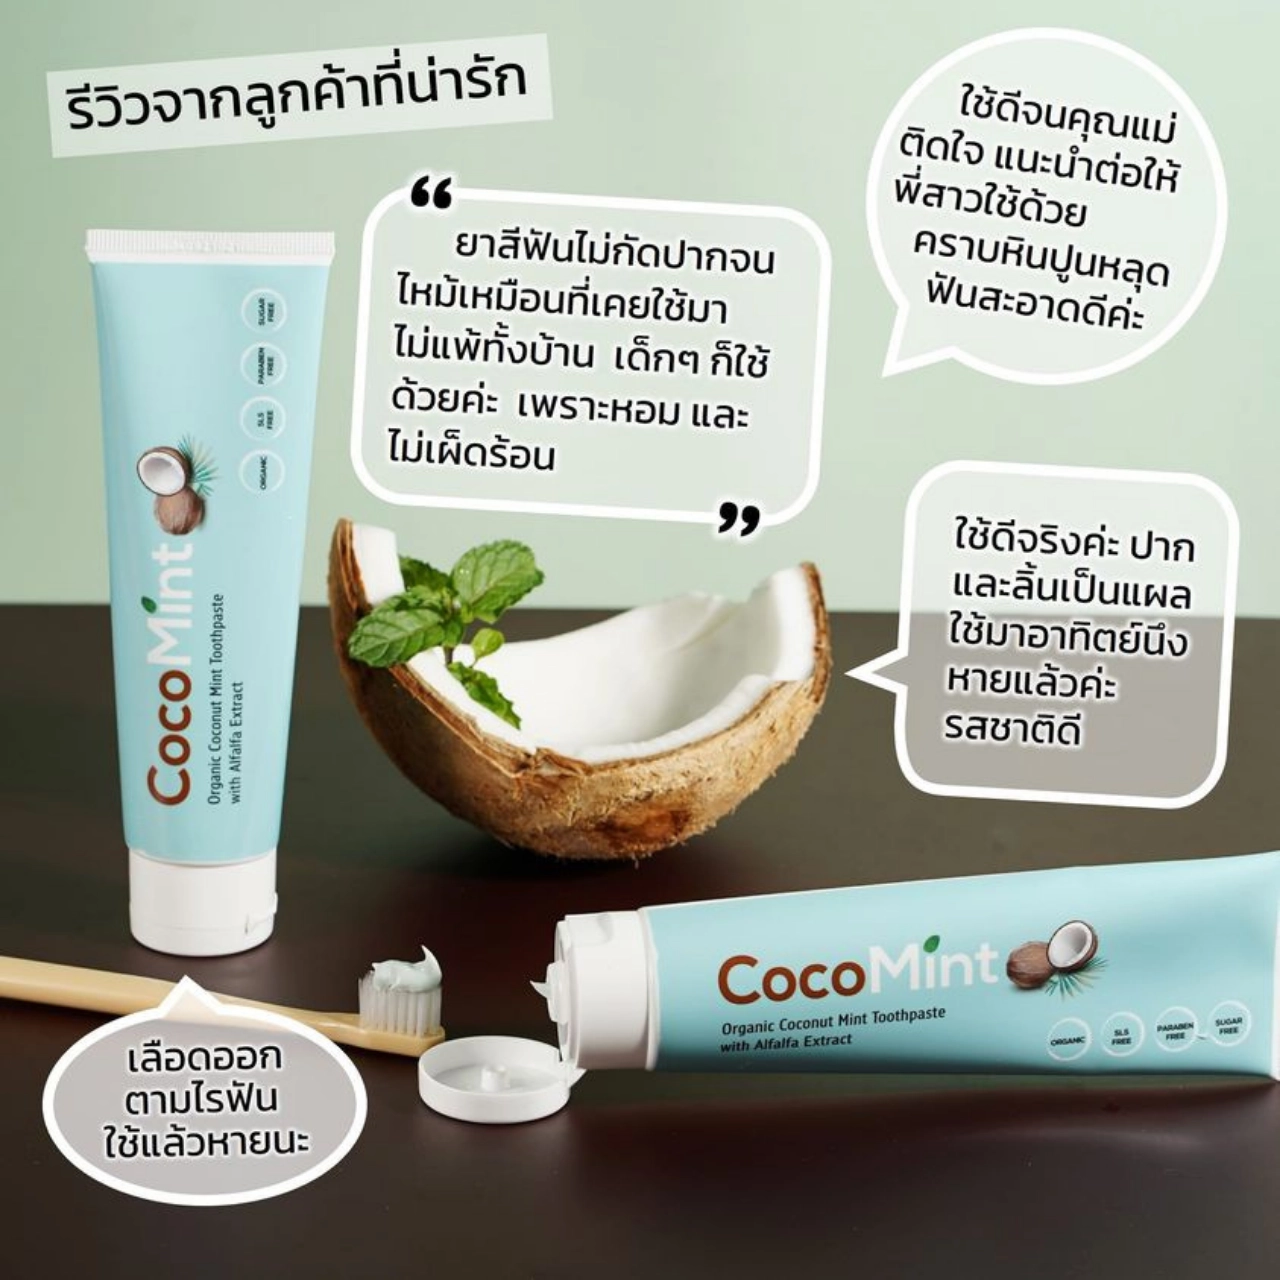 รีวิวจากลูกค้าที่น่ารัก
ใช้ดีจนคุณแม่
ติดใจ แนะนำต่อให้
พี่สาวใช้ด้วย
คราบหินปูนหลุด
ฟันสะอาดดีค่ะ
“
ยาสีฟันไม่กัดปากจน
ไหม้เหมือนที่เคยใช้มา
ไม่แพ้ทั้งบ้าน เด็กๆ ก็ใช้
ด้วยค่ะ เพราะหอม และ
ไม่เผ็ดร้อน
”
ใช้ดีจริงค่ะ ปาก
และลิ้นเป็นแผล
ใช้มาอาทิตย์นึง
หายแล้วค่ะ
รสชาติดี
เลือดออก
ตามไรฟัน
ใช้แล้วหายนะ
CocoMint
Organic Coconut Mint Toothpaste
with Alfalfa Extract
ORGANIC
SLS
FREE
PARABEN
FREE
SUGAR
FREE
CocoMint
Organic Coconut Mint Toothpaste
with Alfalfa Extract
ORGANIC
SLS
FREE
PARABEN
FREE
SUGAR
FREE